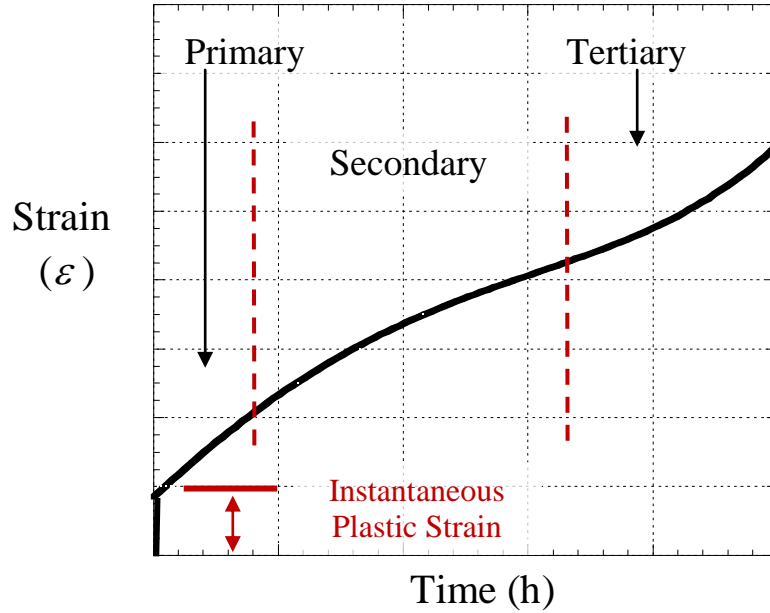 Primary
Tertiary
Secondary
Strain
(ε)
Instantaneous
Plastic Strain
Time (h)